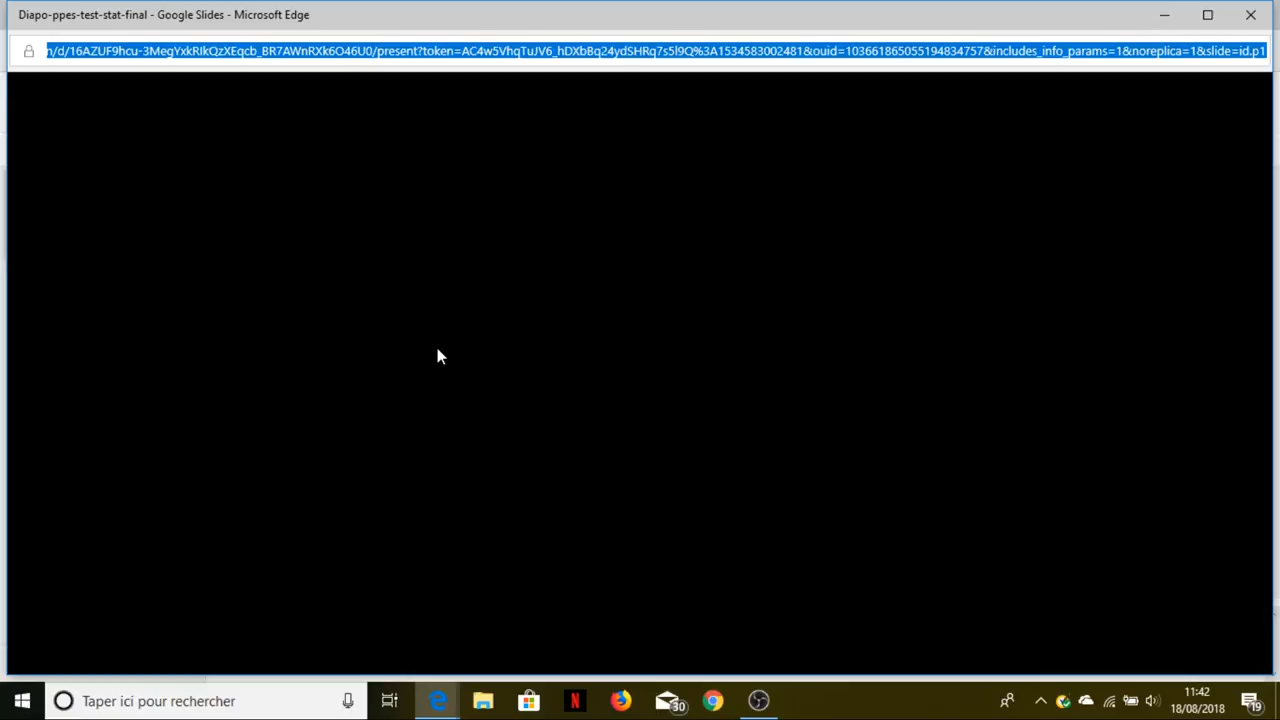 Diapo-ppes-test-stat-final - Google Slides - Microsoft Edge
n/d/16AZUF9hcu-3MegYxkRIkQzXEqcb_BR7AWnRXk6O46U0/present?token=AC4w5VhqTuJV6_hDXbBq24ydSHRq7s5l9Q%3A1534583002481&ouid=103661865055194834757&includes_info_params=1&noreplica=1&slide=id.p1
Taper ici pour rechercher
N
30
11:42
18/08/2018
19